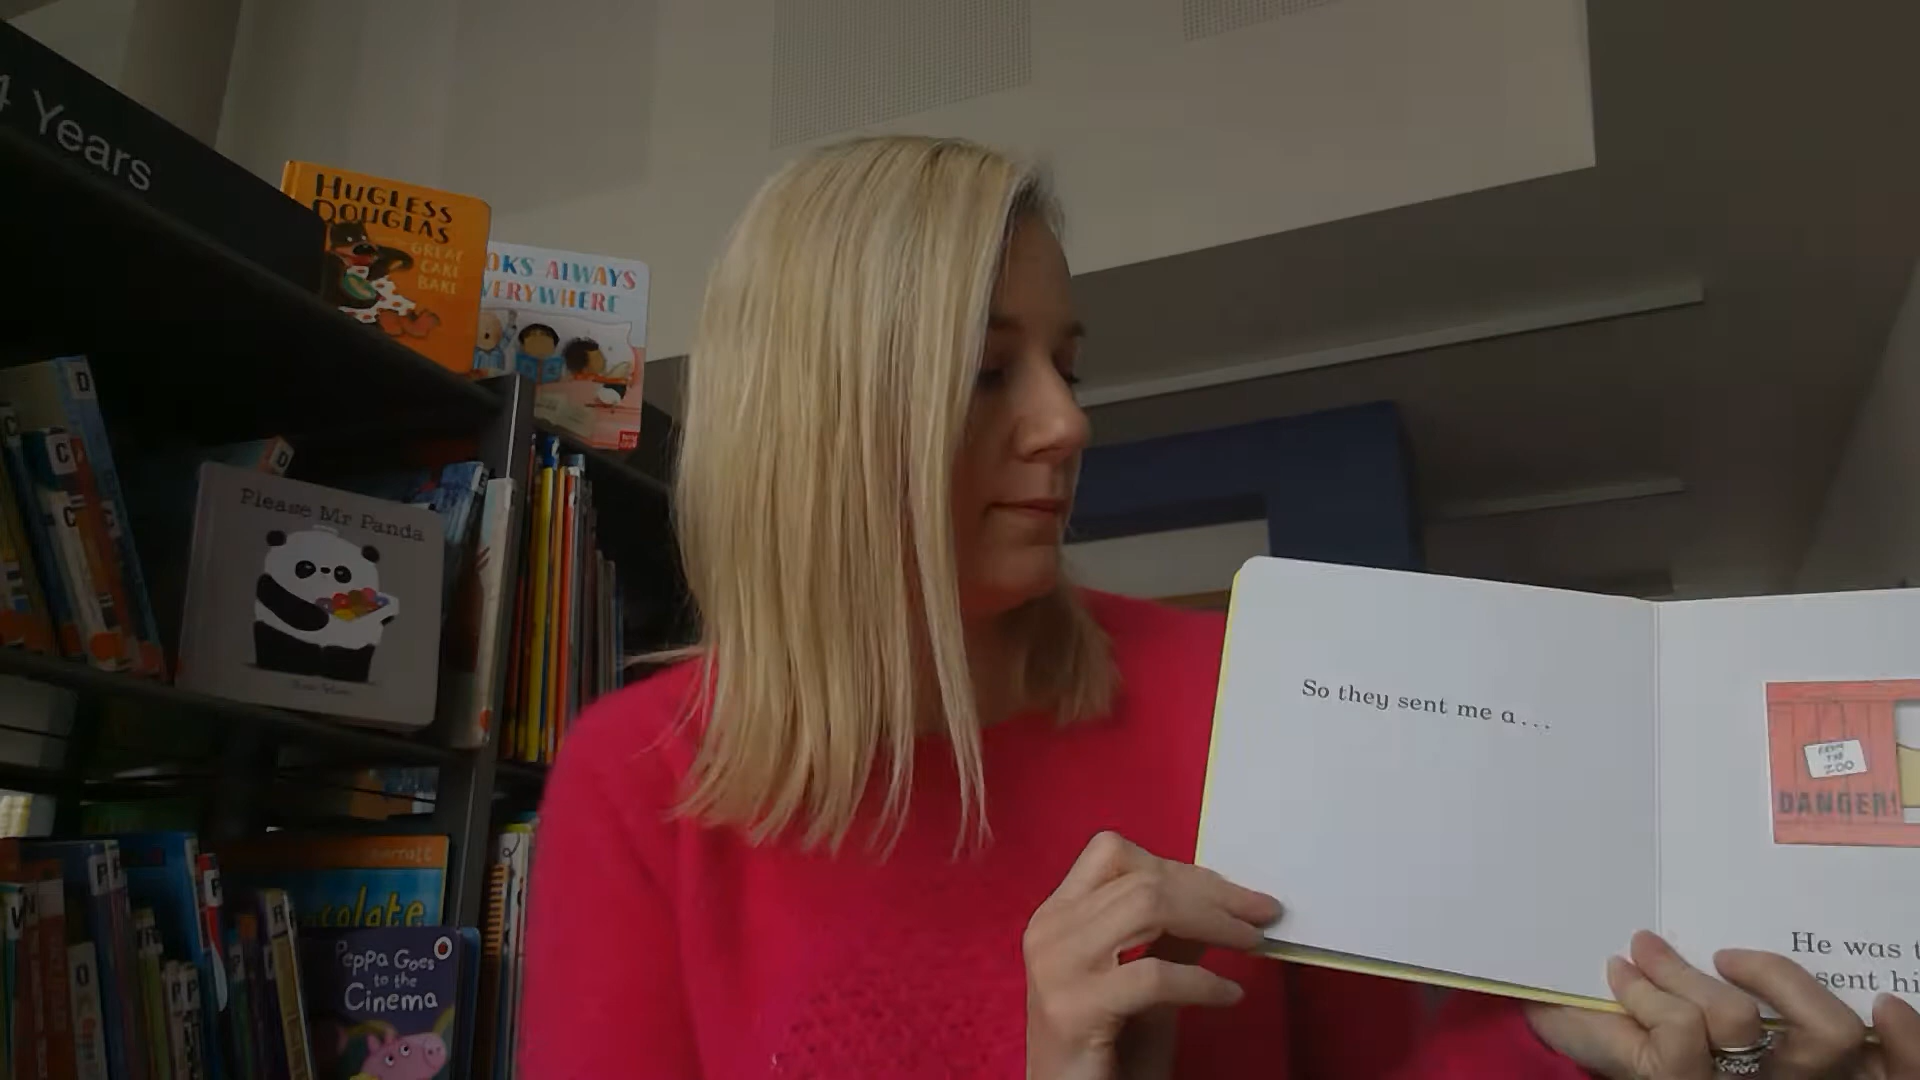 4 Years
HUGLESS
DOUGLAS
GREAT
CAKE
BAKE
OKS ALWAYS
VERYWHERE
D
C
C
C
D
Please Mr Panda
So they sent me a...
FROM
THE
ZOO
DANGER!
He was t
sent hi
olate
Peppa Goes
to the
Cinema
P
P
R
O
P
P